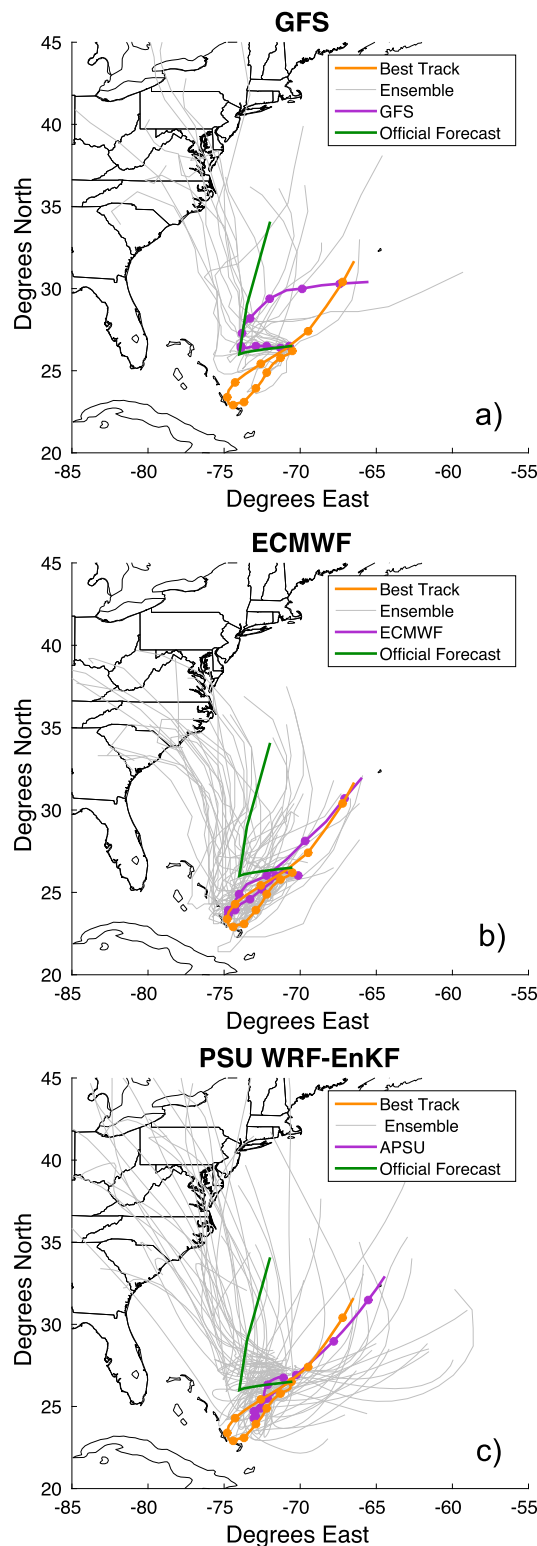 GFS
45
40
35
30
25
20
Degrees North
Best Track
Ensemble
GFS
Official Forecast
a)
-85 -80 -75 -70 -65 -60 -55
Degrees East
ECMWF
45
40
35
30
25
20
Degrees North
Best Track
Ensemble
ECMWF
Official Forecast
b)
-85 -80 -75 -70 -65 -60 -55
Degrees East
PSU WRF-EnKF
45
40
35
30
25
20
Degrees North
Best Track
Ensemble
APSU
Official Forecast
c)
-85 -80 -75 -70 -65 -60 -55
Degrees East